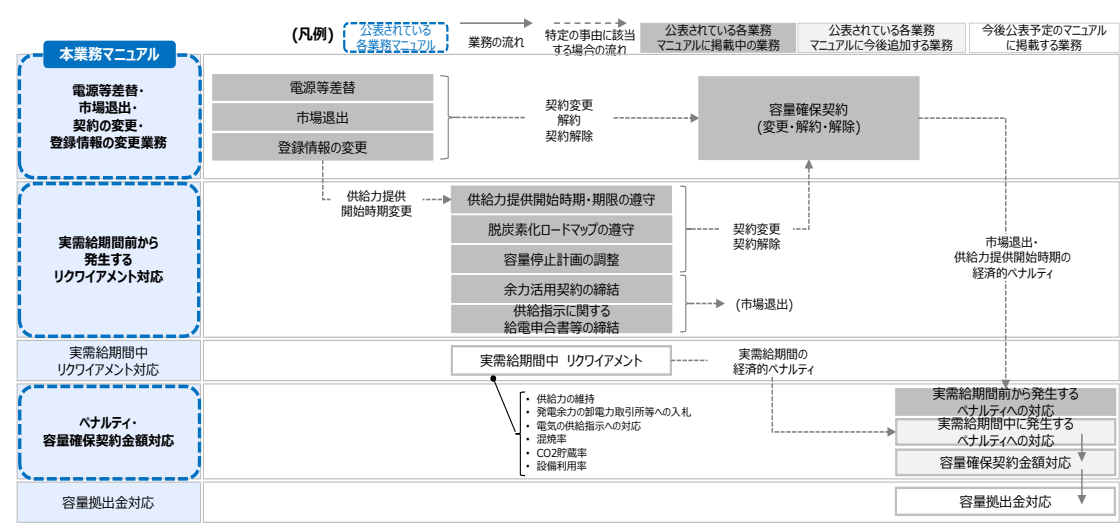 (凡例)
公表されている
各業務マニュアル
業務の流れ
特定の事由に該当
する場合の流れ
公表されている各業務
マニュアルに掲載中の業務
公表されている各業務
マニュアルに今後追加する業務
今後公表予定のマニュアル
に掲載する業務
本業務マニュアル
電源等差替・
市場退出・
契約の変更・
登録情報の変更業務
電源等差替
市場退出
登録情報の変更
契約変更
解約
契約解除
容量確保契約
(変更・解約・解除)
供給力提供
開始時期変更
実需給期間前から
発生する
リクワイアメント対応
供給力提供開始時期・期限の遵守
脱炭素化ロードマップの遵守
容量停止計画の調整
余力活用契約の締結
供給指示に関する
給電申合書等の締結
契約変更
契約解除
(市場退出)
市場退出・
供給力提供開始時期の
経済的ペナルティ
実需給期間中
リクワイアメント対応
実需給期間中 リクワイアメント
実需給期間の
経済的ペナルティ
・ 供給力の維持
・ 発電余力の卸電力取引所等への入札
・ 電気の供給指示への対応
・ 混焼率
・ CO2貯蔵率
・ 設備利用率
ペナルティ・
容量確保契約金額対応
実需給期間前から発生する
ペナルティへの対応
実需給期間中に発生する
ペナルティへの対応
容量確保契約金額対応
容量拠出金対応
容量拠出金対応